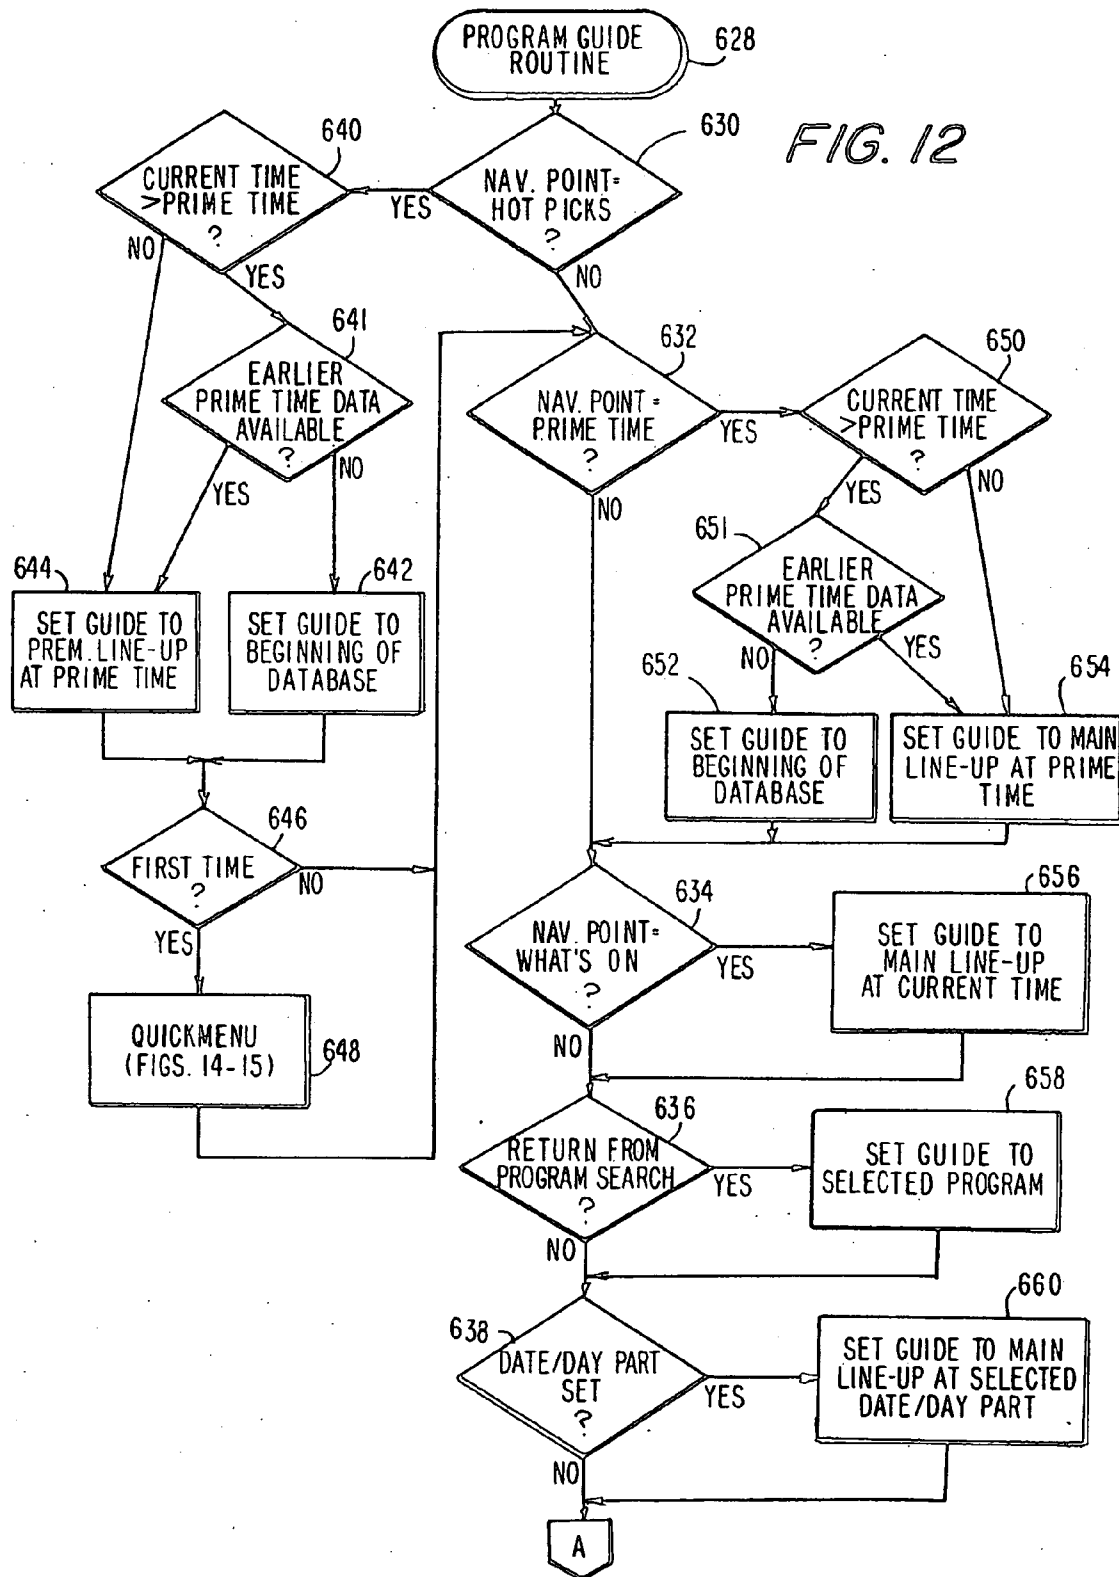 PROGRAM GUIDE
ROUTINE
628
FIG. 12
630
NAV. POINT=
HOT PICKS
?
YES
NO
640
CURRENT TIME
>PRIME TIME
?
NO
YES
641
EARLIER
PRIME TIME DATA
AVAILABLE
?
YES
NO
644
SET GUIDE TO
PREM. LINE-UP
AT PRIME TIME
642
SET GUIDE TO
BEGINNING OF
DATABASE
646
FIRST TIME
?
NO
YES
QUICKMENU
(FIGS. 14-15)
648
632
NAV. POINT=
PRIME TIME
?
YES
NO
650
CURRENT TIME
>PRIME TIME
?
YES
NO
651
EARLIER
PRIME TIME DATA
AVAILABLE
?
NO
YES
652
SET GUIDE TO
BEGINNING OF
DATABASE
654
SET GUIDE TO MAIN
LINE-UP AT PRIME
TIME
634
NAV. POINT=
WHAT'S ON
?
YES
NO
656
SET GUIDE TO
MAIN LINE-UP
AT CURRENT TIME
636
RETURN FROM
PROGRAM SEARCH
?
YES
NO
658
SET GUIDE TO
SELECTED PROGRAM
638
DATE/DAY PART
SET
?
YES
NO
660
SET GUIDE TO MAIN
LINE-UP AT SELECTED
DATE/DAY PART
A